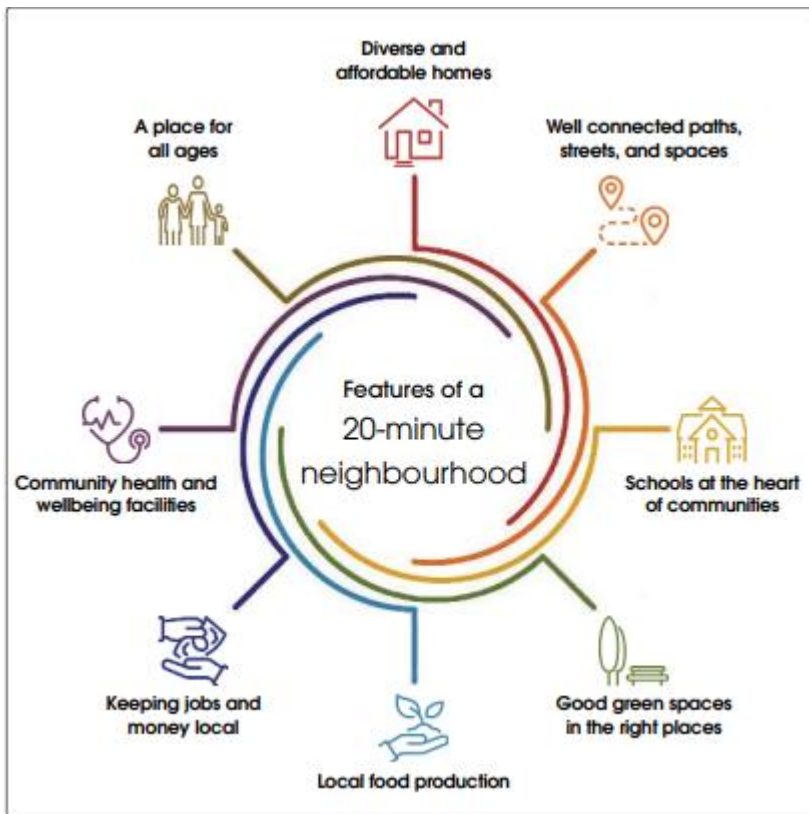 Diverse and
affordable homes
Well connected paths,
streets, and spaces
Schools at the heart
of communities
Good green spaces
in the right places
Local food production
Keeping jobs and
money local
Community health and
wellbeing facilities
A place for
all ages
Features of a
20-minute
neighbourhood